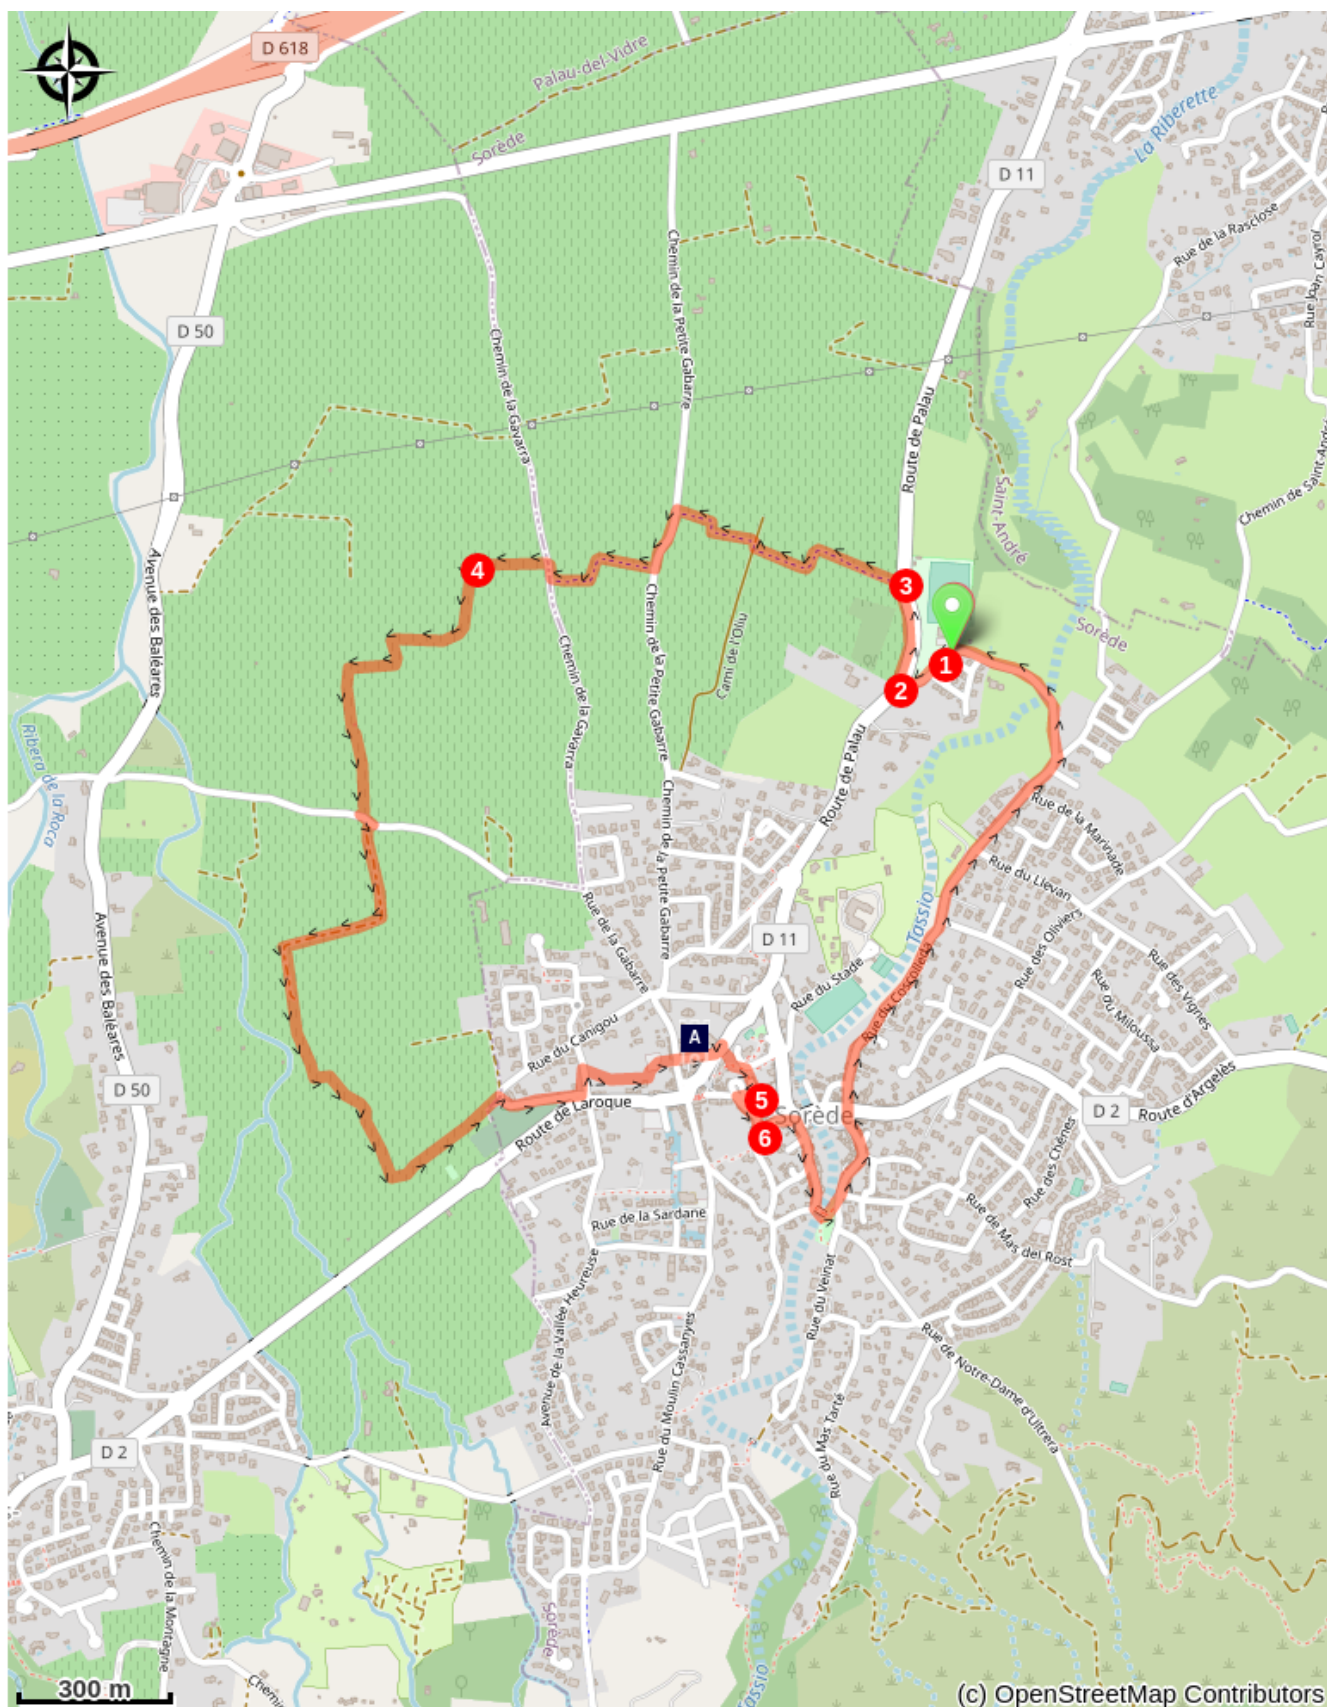 D 618
Palau-del-Vidre
Sorède
La Riberette
D 11
Rue de la Rasclose
Rue Joan Cayrol
Chemin de la Petite Gabarre
D 50
Chemin de la Gavarra
Route de Palau
Saint-André
Chemin de Saint-André
Avenue des Baléares
4
3
Sorède
Chemin de la Petite Gabarre
Cami de l'Oliu
1
2
Chemin de la Gavarra
Ribera de la Roca
Route de Palau
Rue de la Marinade
Chemin de la Petite Gabarre
Rue du Llevan
Tassio
Rue des Oliviers
Rue de la Gabarre
D 11
Avenue des Baléares
Rue du Stade
Rue du Coscolleda
Rue des Vignes
Rue du Miloussa
Rue du Canigou
A
D 50
Route de Laroque
5
Sorède
D 2
Route d'Argelès
6
Rue des Chênes
Rue de la Sardane
Rue de Mas del Rost
Avenue de la Vallée Heureuse
Rue du Veinat
Rue du Moulin Cassanyes
Rue de Notre-Dame d'Ultrera
Rue du Mas Tarté
D 2
Chemin de la Montagne
Sorède
Tassio
300 m
(c) OpenStreetMap Contributors